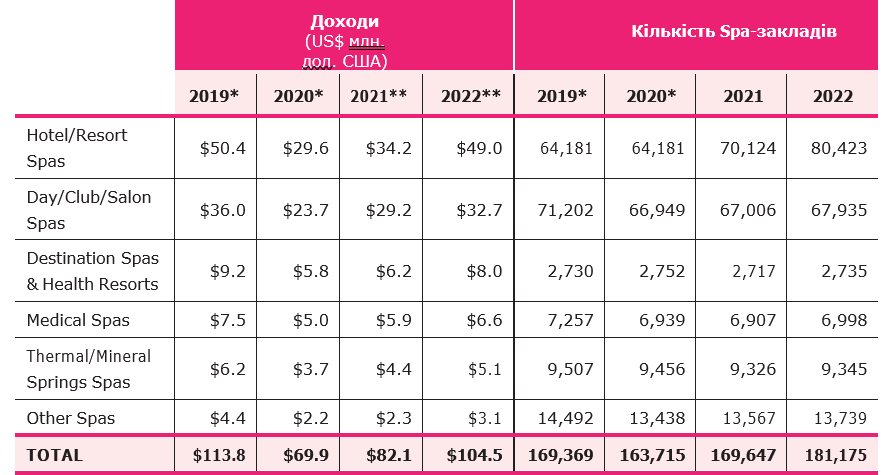 Доходи
(US$ млн.
дол. США)
Кількість Spa-закладів
2019* 2020* 2021** 2022** 2019* 2020* 2021 2022
Hotel/Resort
Spas $50.4 $29.6 $34.2 $49.0 64,181 64,181 70,124 80,423
Day/Club/Salon
Spas $36.0 $23.7 $29.2 $32.7 71,202 66,949 67,006 67,935
Destination Spas
& Health Resorts $9.2 $5.8 $6.2 $8.0 2,730 2,752 2,717 2,735
Medical Spas $7.5 $5.0 $5.9 $6.6 7,257 6,939 6,907 6,998
Thermal/Mineral
Springs Spas $6.2 $3.7 $4.4 $5.1 9,507 9,456 9,326 9,345
Other Spas $4.4 $2.2 $2.3 $3.1 14,492 13,438 13,567 13,739
TOTAL $113.8 $69.9 $82.1 $104.5 169,369 163,715 169,647 181,175